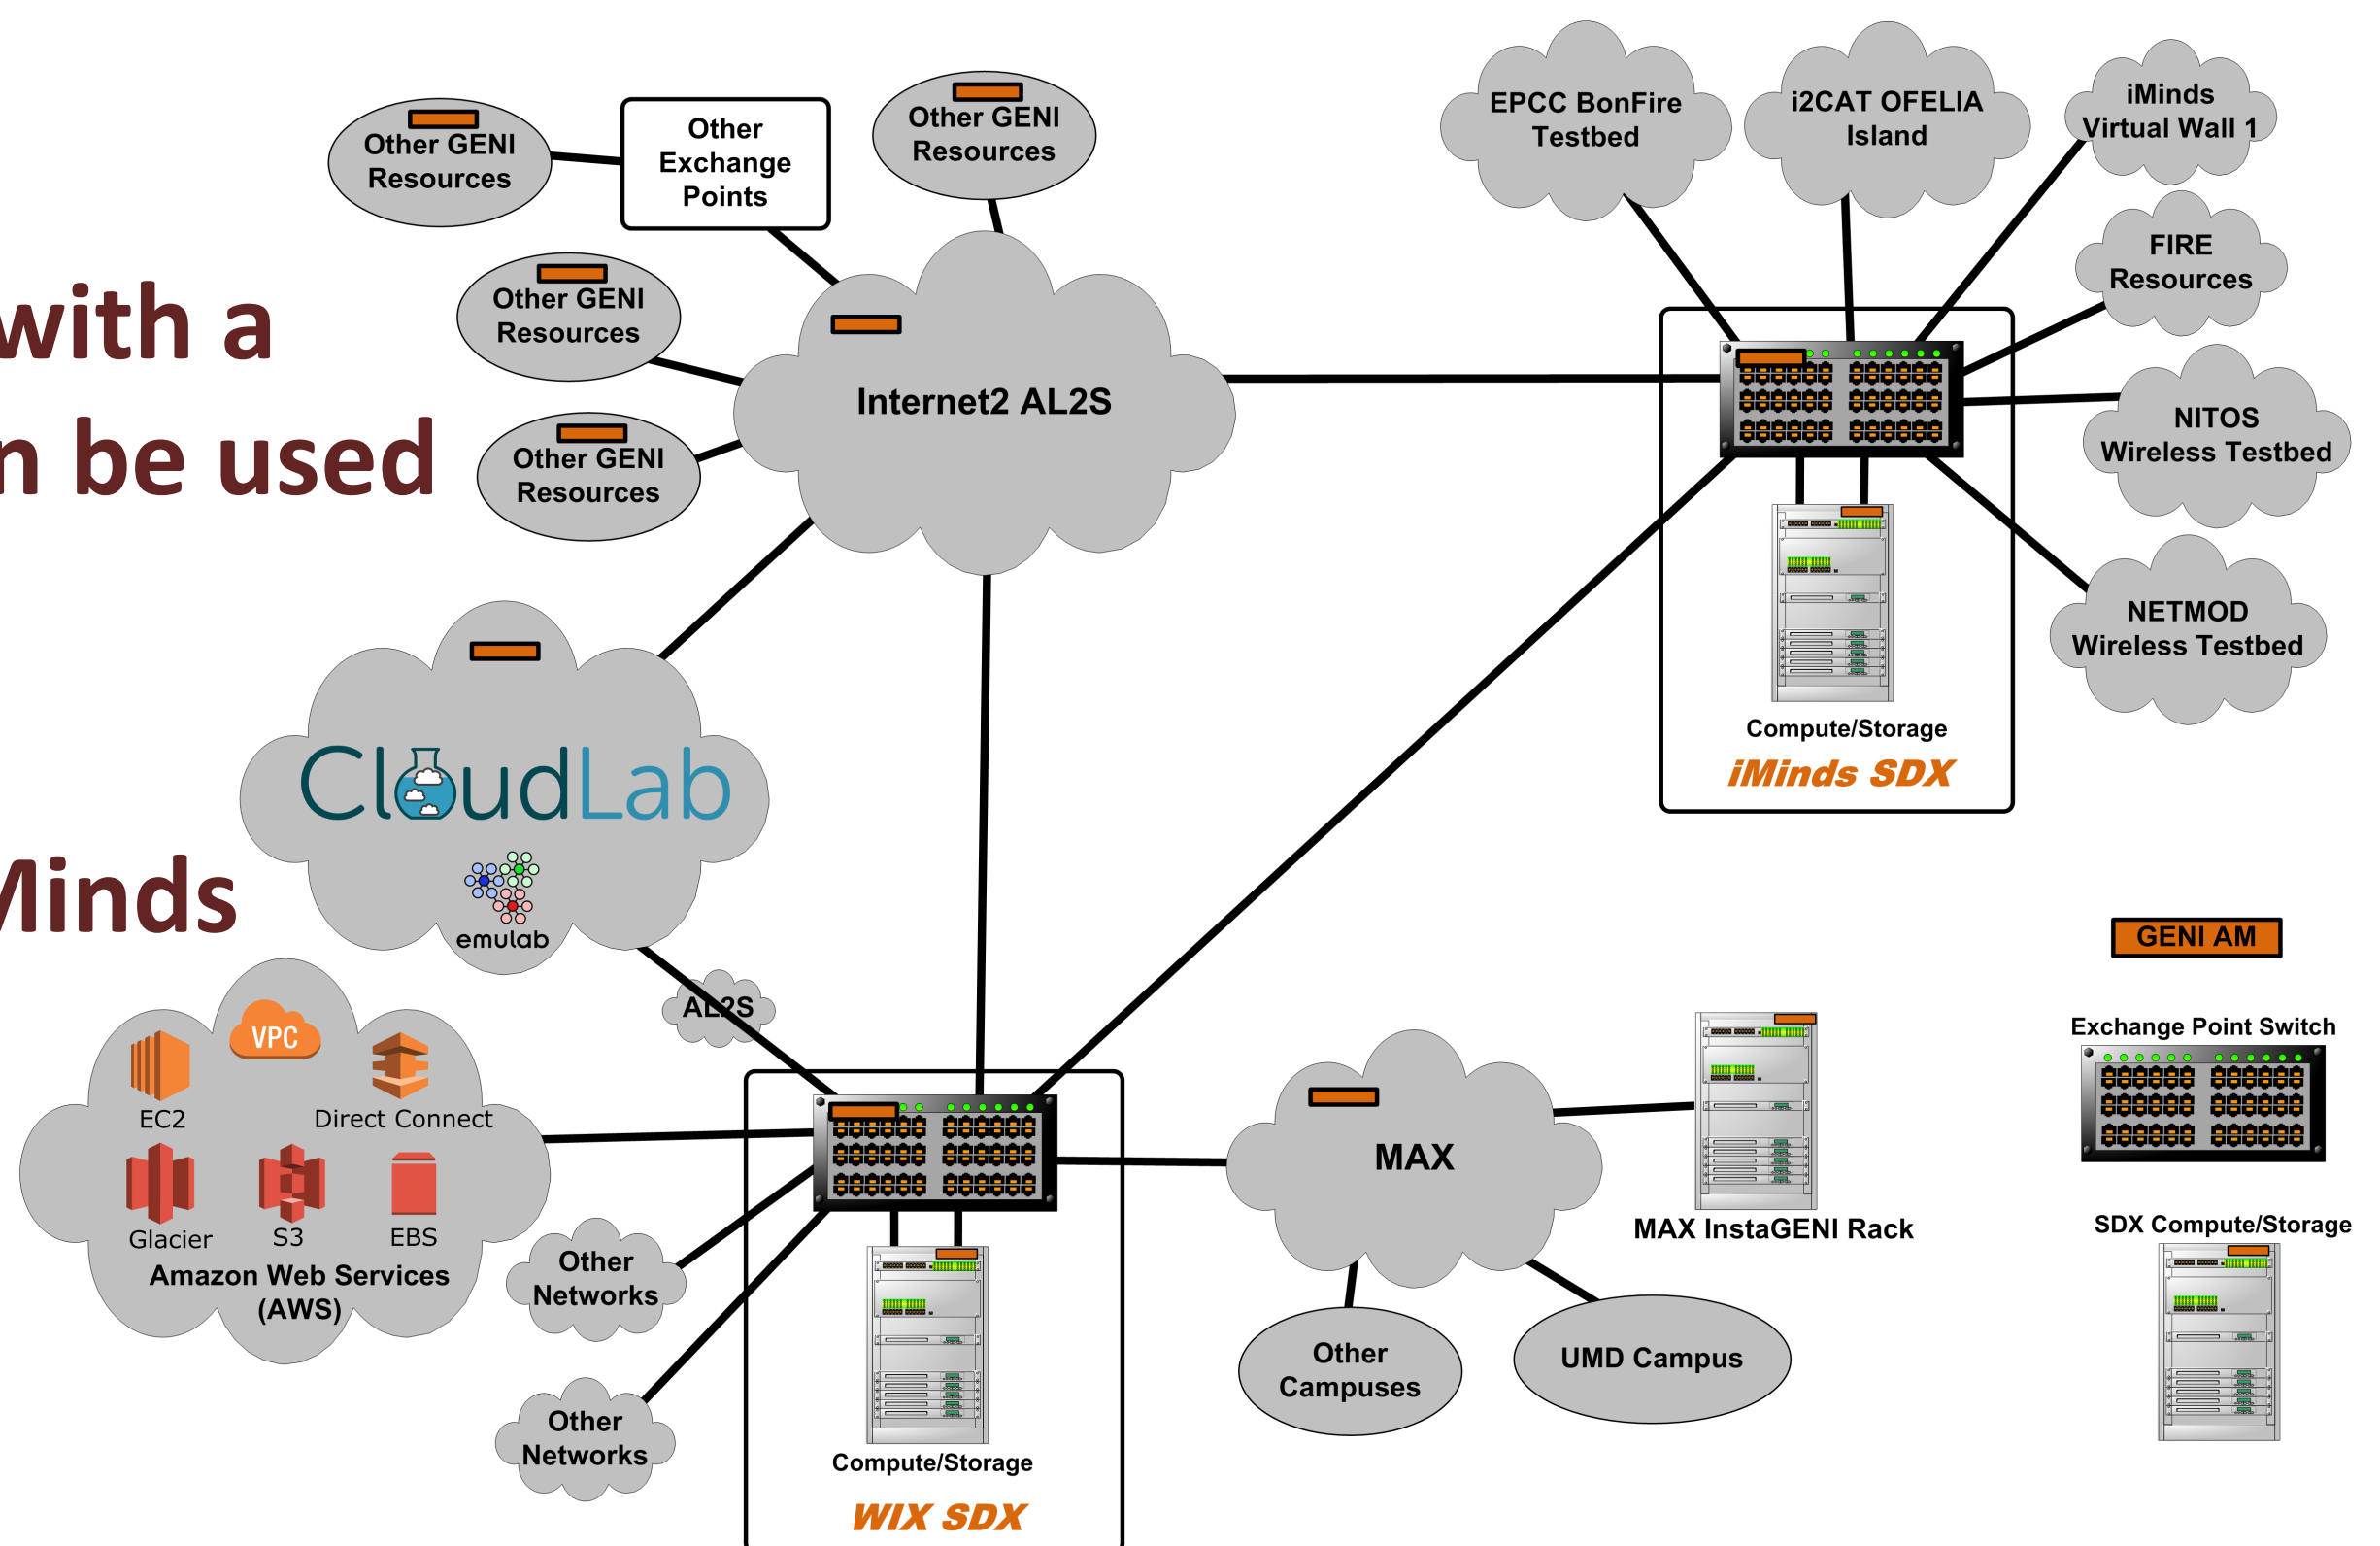 with a
n be used
Minds
Other GENI
Resources
Other
Exchange
Points
Other GENI
Resources
Other GENI
Resources
Other GENI
Resources
Internet2 AL2S
EPCC BonFire
Testbed
i2CAT OFELIA
Island
iMinds
Virtual Wall 1
FIRE
Resources
NITOS
Wireless Testbed
NETMOD
Wireless Testbed
Compute/Storage
iMinds SDX
CloudLab
emulab
AL2S
VPC
EC2
Direct Connect
Glacier
S3
EBS
Amazon Web Services
(AWS)
Other
Networks
Other
Networks
Compute/Storage
WIX SDX
MAX
MAX InstaGENI Rack
Other
Campuses
UMD Campus
GENI AM
Exchange Point Switch
SDX Compute/Storage